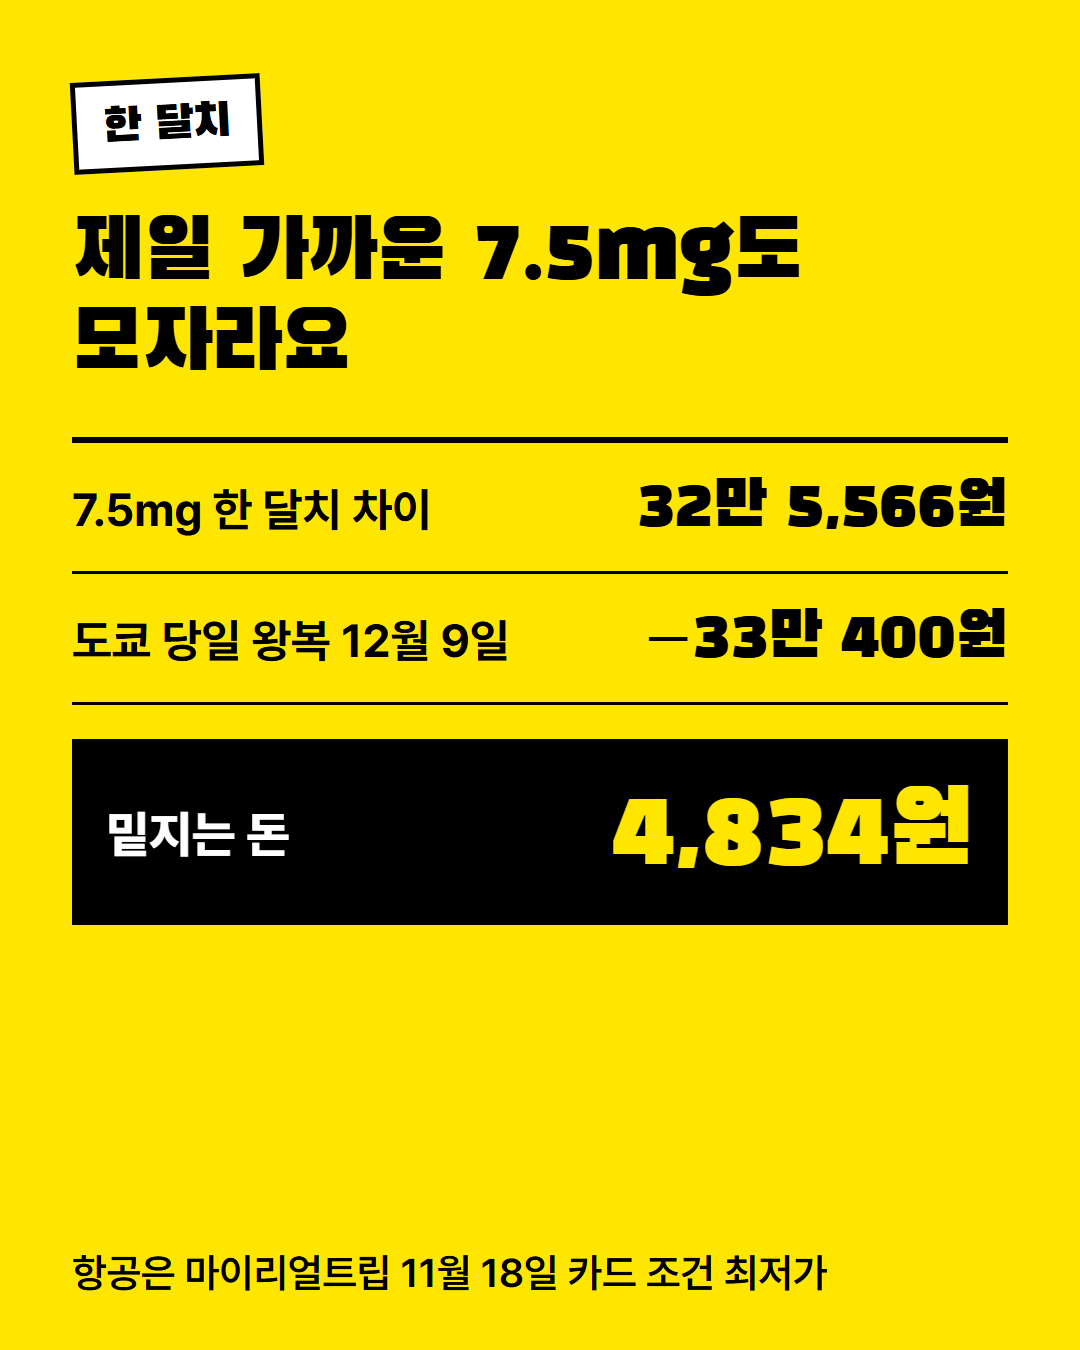 한 달치
제일 가까운 7.5mg도
모자라요
7.5mg 한 달치 차이
32만 5,566원
도쿄 당일 왕복 12월 9일
−33만 400원
밑지는 돈
4,834원
항공은 마이리얼트립 11월 18일 카드 조건 최저가